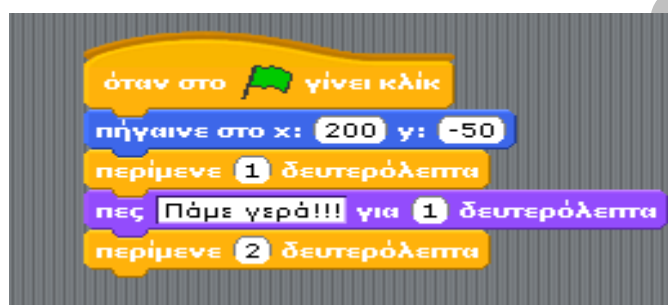 όταν στο γίνει κλίκ
πήγαινε στο x: 200 y: -50
περίμενε 1 δευτερόλεπτα
πες Πάμε γερά!!! για 1 δευτερόλεπτα
περίμενε 2 δευτερόλεπτα